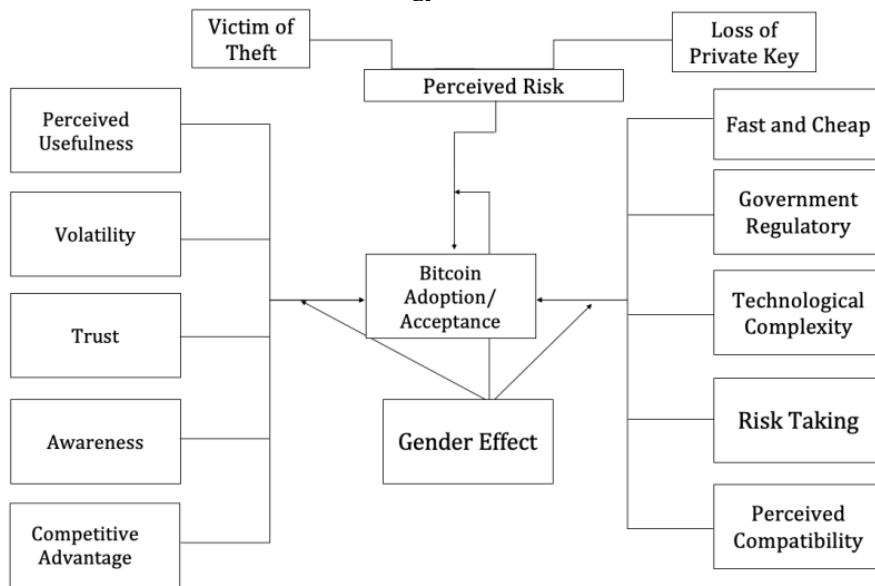 Victim of
Theft
Loss of
Private Key
Perceived Risk
Perceived
Usefulness
Volatility
Trust
Awareness
Competitive
Advantage
Bitcoin
Adoption/
Acceptance
Gender Effect
Fast and Cheap
Government
Regulatory
Technological
Complexity
Risk Taking
Perceived
Compatibility